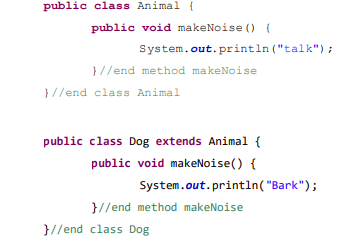 public class Animal {
public void makeNoise() {
System.out.println("talk");
}//end method makeNoise
}//end class Animal
public class Dog extends Animal {
public void makeNoise() {
System.out.println("Bark");
}//end method makeNoise
}//end class Dog